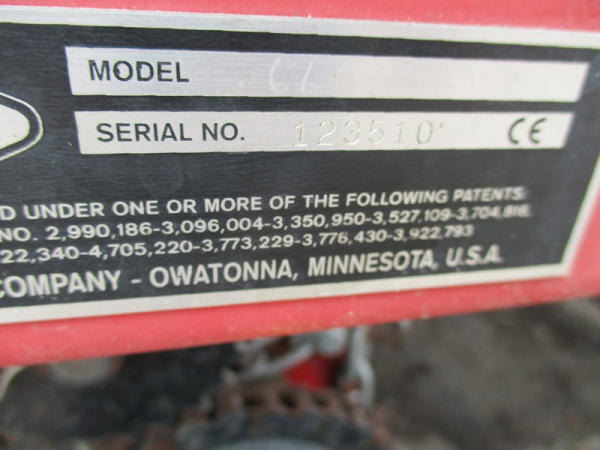 MODEL 61
SERIAL NO. 123510 CE
D UNDER ONE OR MORE OF THE FOLLOWING PATENTS:
NO. 2,990,186-3,096,004-3,350,950-3,527,109-3,704,816,
22,340-4,705,220-3,773,229-3,776,430-3,922,793
COMPANY - OWATONNA, MINNESOTA, U.S.A.